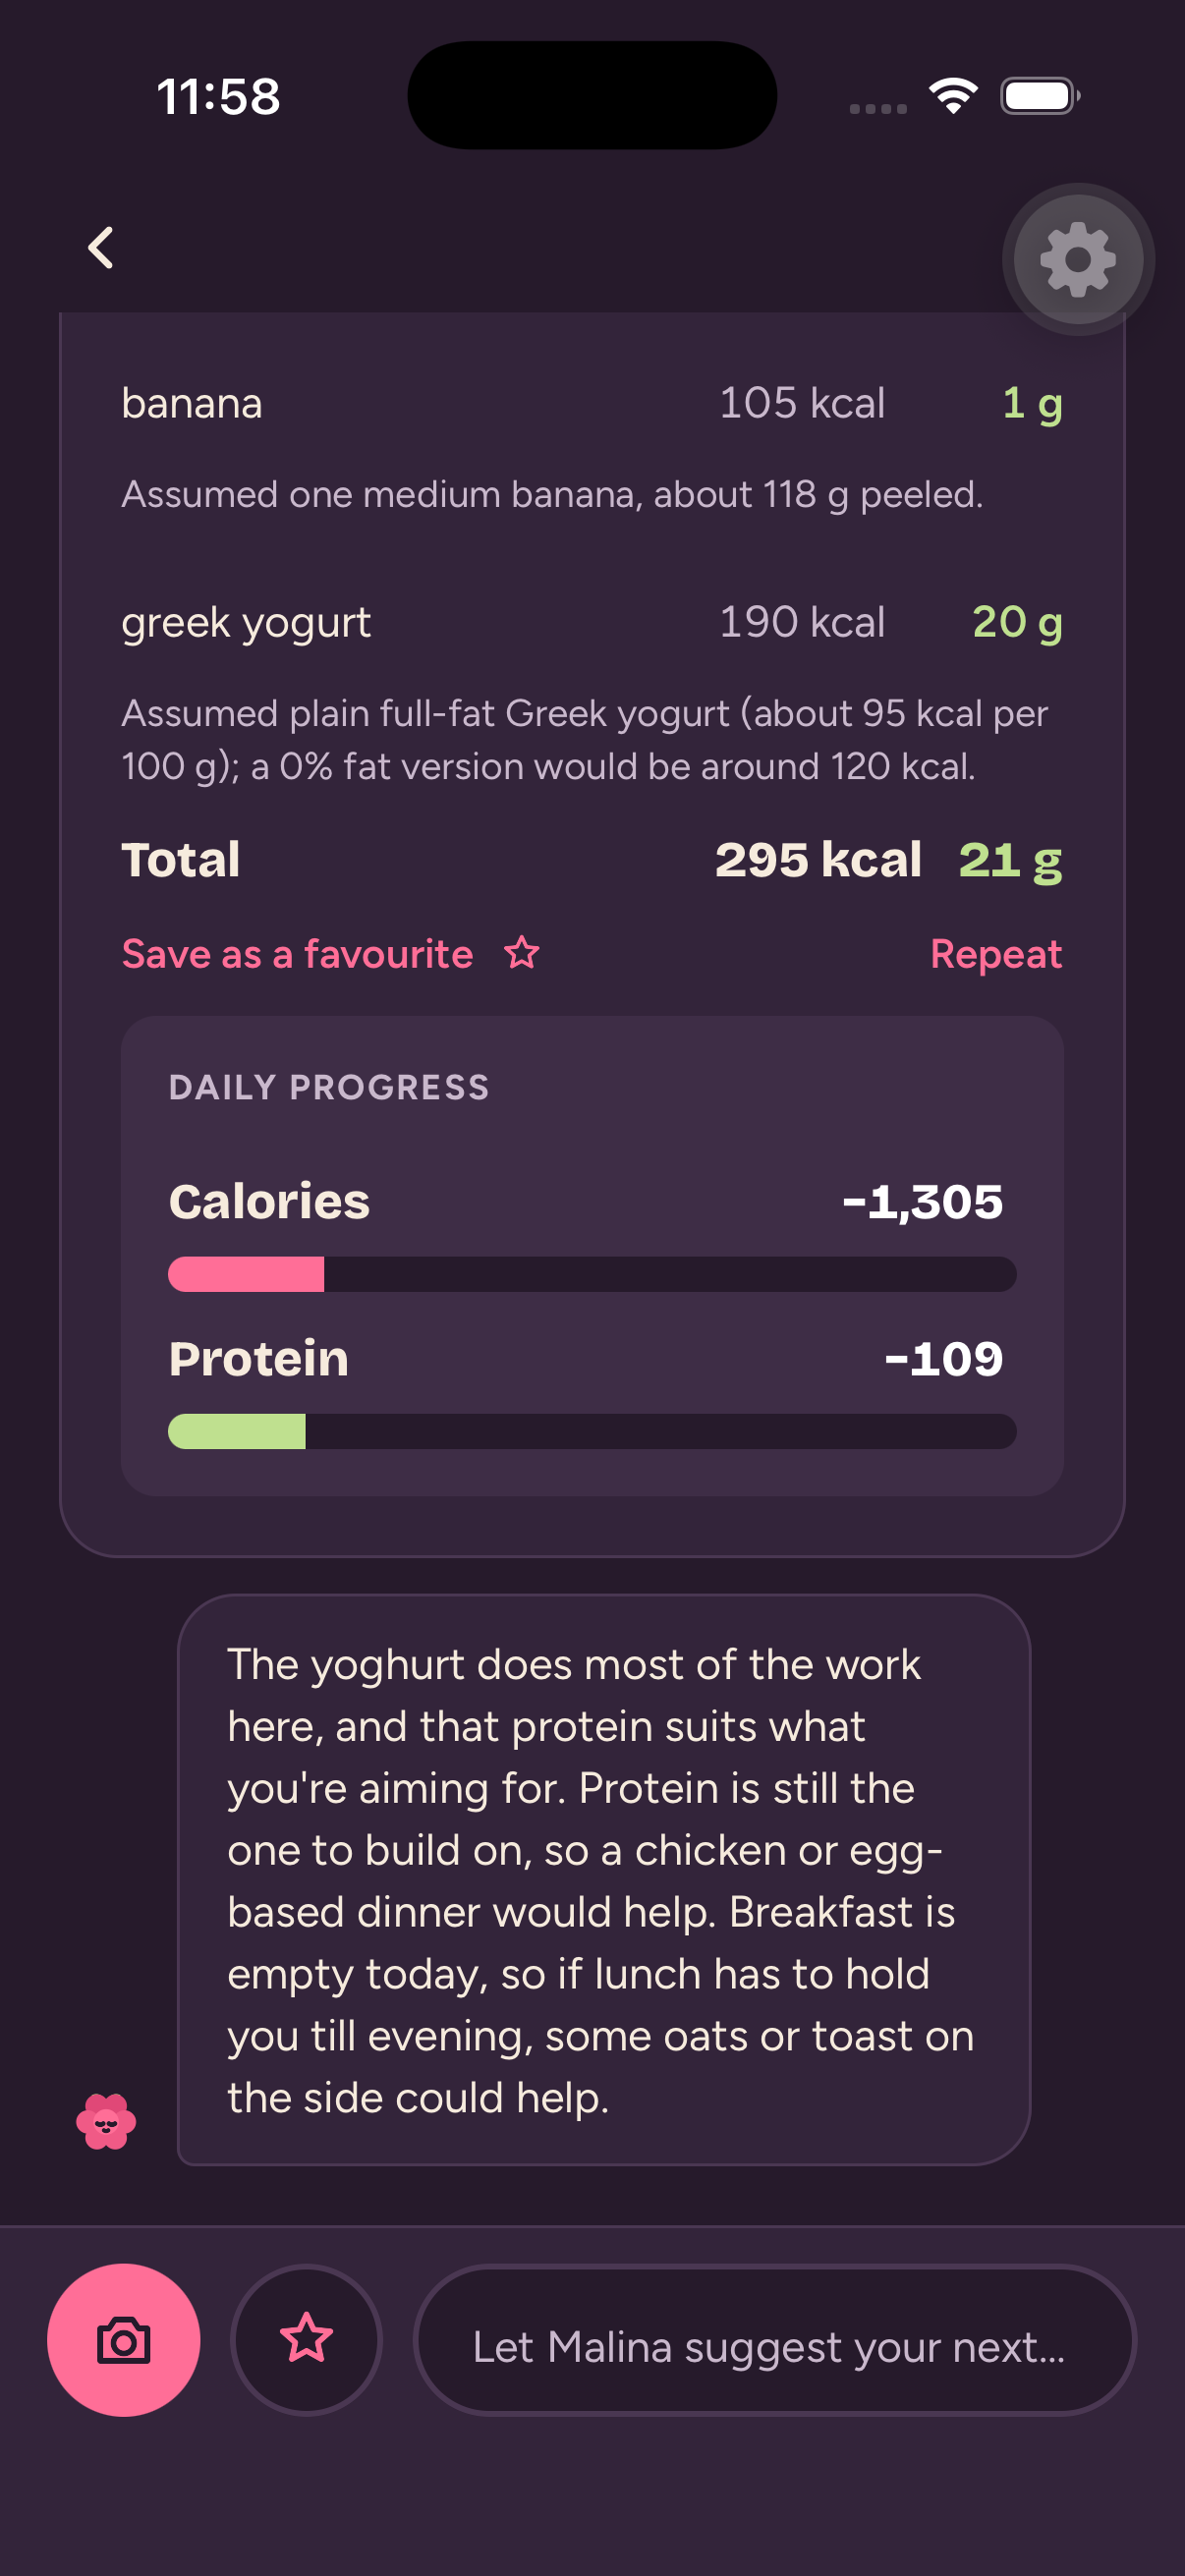 11:58
banana 105 kcal 1 g
Assumed one medium banana, about 118 g peeled.
greek yogurt 190 kcal 20 g
Assumed plain full-fat Greek yogurt (about 95 kcal per
100 g); a 0% fat version would be around 120 kcal.
Total 295 kcal 21 g
Save as a favourite Repeat
DAILY PROGRESS
Calories −1,305
Protein −109
The yoghurt does most of the work
here, and that protein suits what
you're aiming for. Protein is still the
one to build on, so a chicken or egg-
based dinner would help. Breakfast is
empty today, so if lunch has to hold
you till evening, some oats or toast on
the side could help.
Let Malina suggest your next...